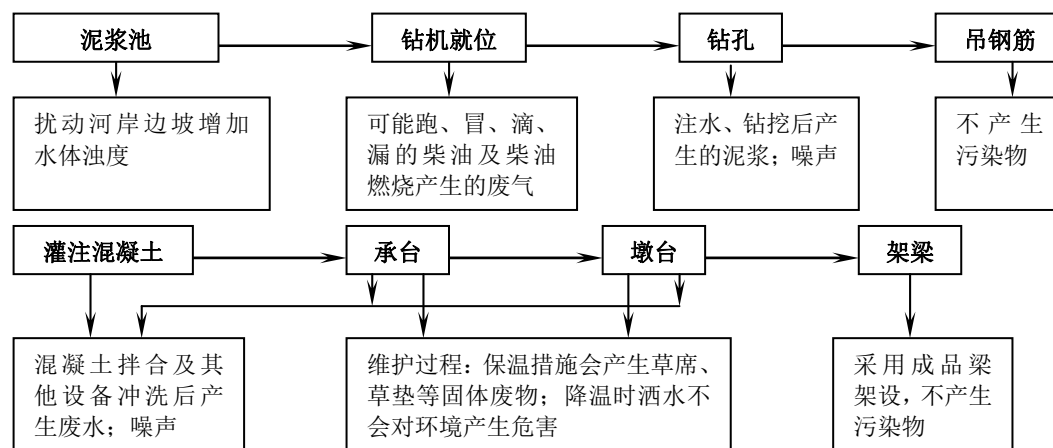 泥浆池
钻机就位
钻孔
吊钢筋
扰动河岸边坡增加
水体浊度
可能跑、冒、滴、
漏的柴油及柴油
燃烧产生的废气
注水、钻挖后产
生的泥浆；噪声
不产生
污染物
灌注混凝土
承台
墩台
架梁
混凝土拌合及其
他设备冲洗后产
生废水；噪声
维护过程：保温措施会产生草席、
草垫等固体废物；降温时洒水不
会对环境产生危害
采用成品梁
架设，不产生
污染物